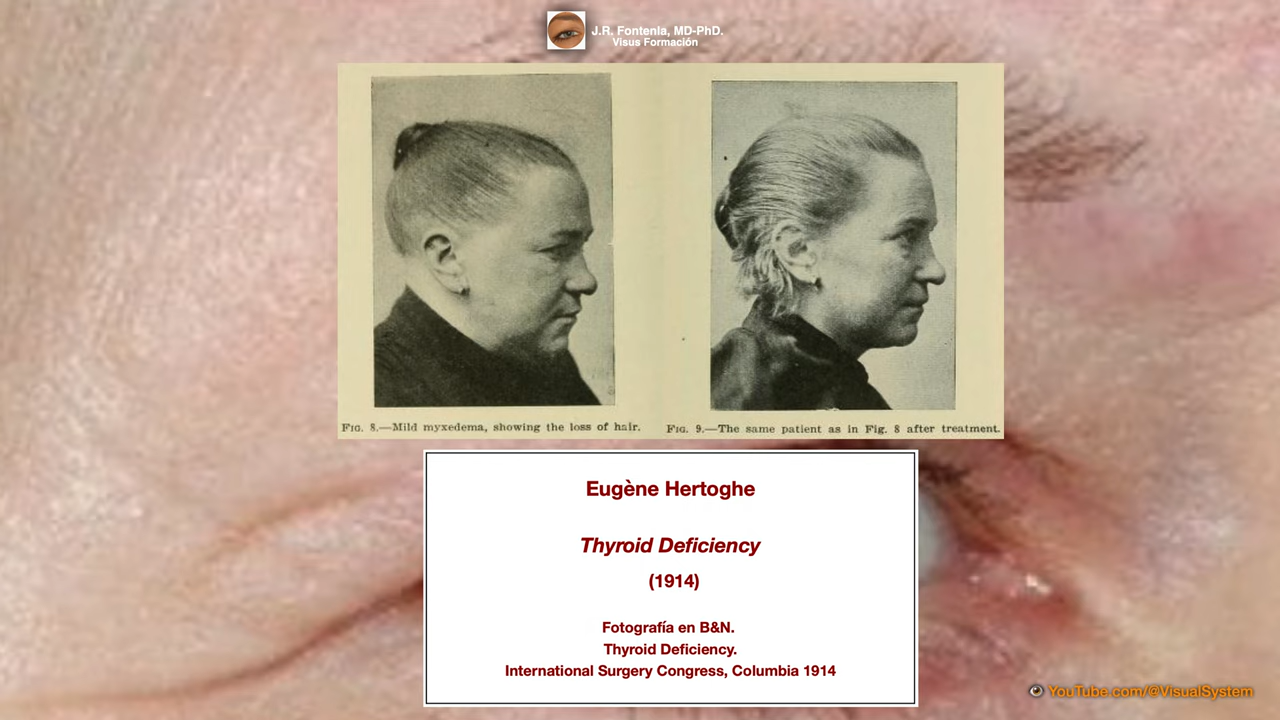 J.R. Fontenla, MD-PhD.
Visus Formación
FIG. 8.—Mild myxedema, showing the loss of hair.
FIG. 9.—The same patient as in Fig. 8 after treatment.
Eugène Hertoghe
Thyroid Deficiency
(1914)
Fotografía en B&N.
Thyroid Deficiency.
International Surgery Congress, Columbia 1914
YouTube.com/@VisualSystem